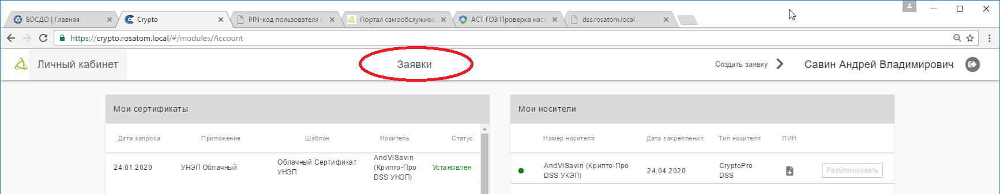 ЕОСДО | Главная
Crypto
PIN-код пользователя (
Портал самообслужива
АСТ ГОЗ Проверка наст
dss.rosatom.local
https://crypto.rosatom.local/#/modules/Account
Личный кабинет
Заявки
Создать заявку
Савин Андрей Владимирович
Мои сертификаты
Дата запроса Приложение Шаблон Носитель Статус
24.01.2020 УНЭП Облачный
Облачный Сертификат
УНЭП
AndVlSavin
(Крипто-Про
DSS УНЭП)
Установлен
Мои носители
Номер носителя Дата закрепления Тип носителя ПИН
AndVlSavin (Крипто-Про
DSS УКЭП)
24.04.2020
CryptoPro
DSS
Разблокировать